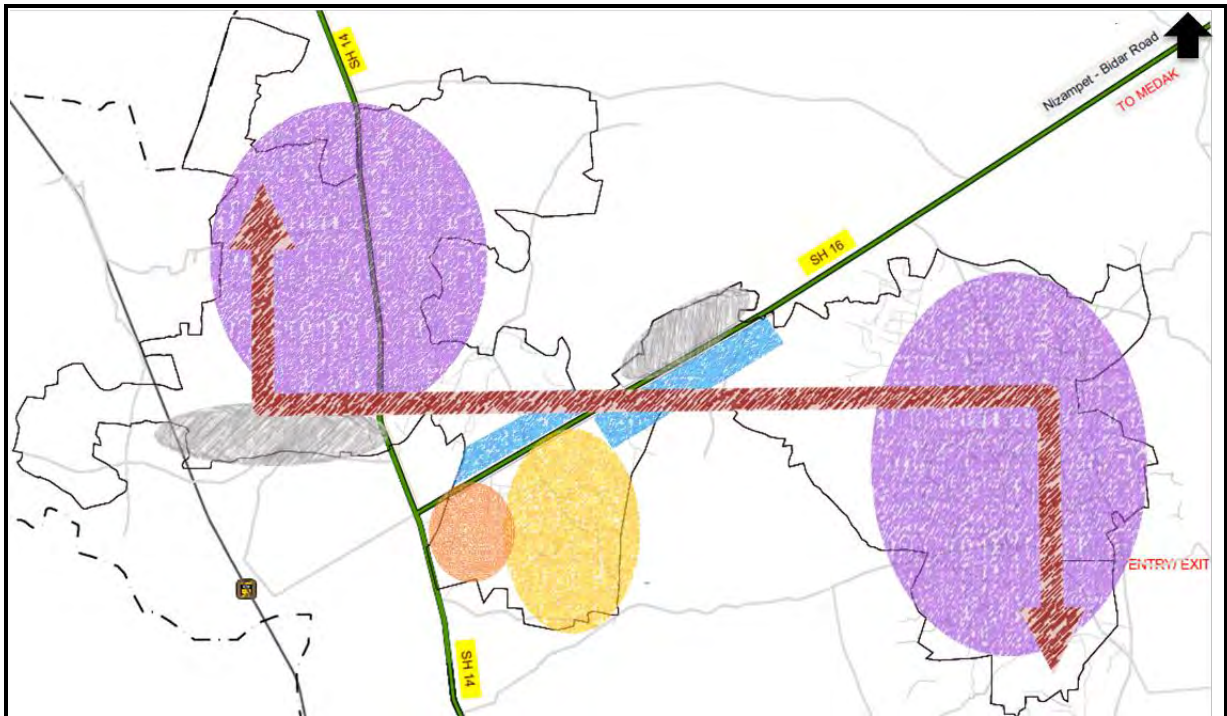 SH 14
Nizampet - Bidar Road
TO MEDAK
SH 16
ENTRY/ EXIT
SH 14